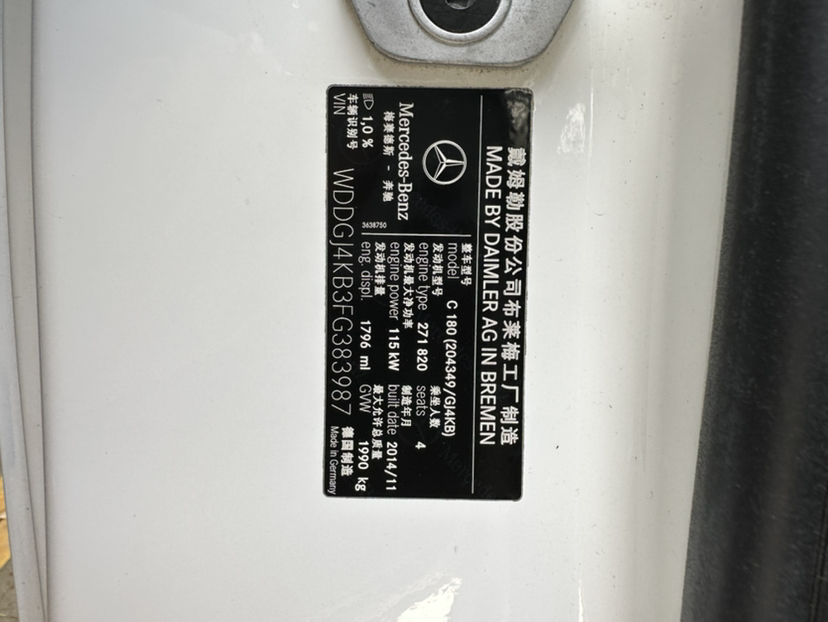 戴姆勒股份公司布莱梅工厂制造
MADE BY DAIMLER AG IN BREMEN
Mercedes-Benz
梅赛德斯 - 奔驰
整车型号
model C 180 (204349/GJ4KB)
发动机型号 乘坐人数
engine type 271 820 seats 4
发动机最大净功率 制造年月
engine power 115 kW built date 2014/11
发动机排量 最大允许总质量
eng. displ. 1796 ml GVW 1990 kg
3638750
1,0 %
车辆识别号 德国制造
VIN WDDGJ4KB3FG383987 Made in Germany